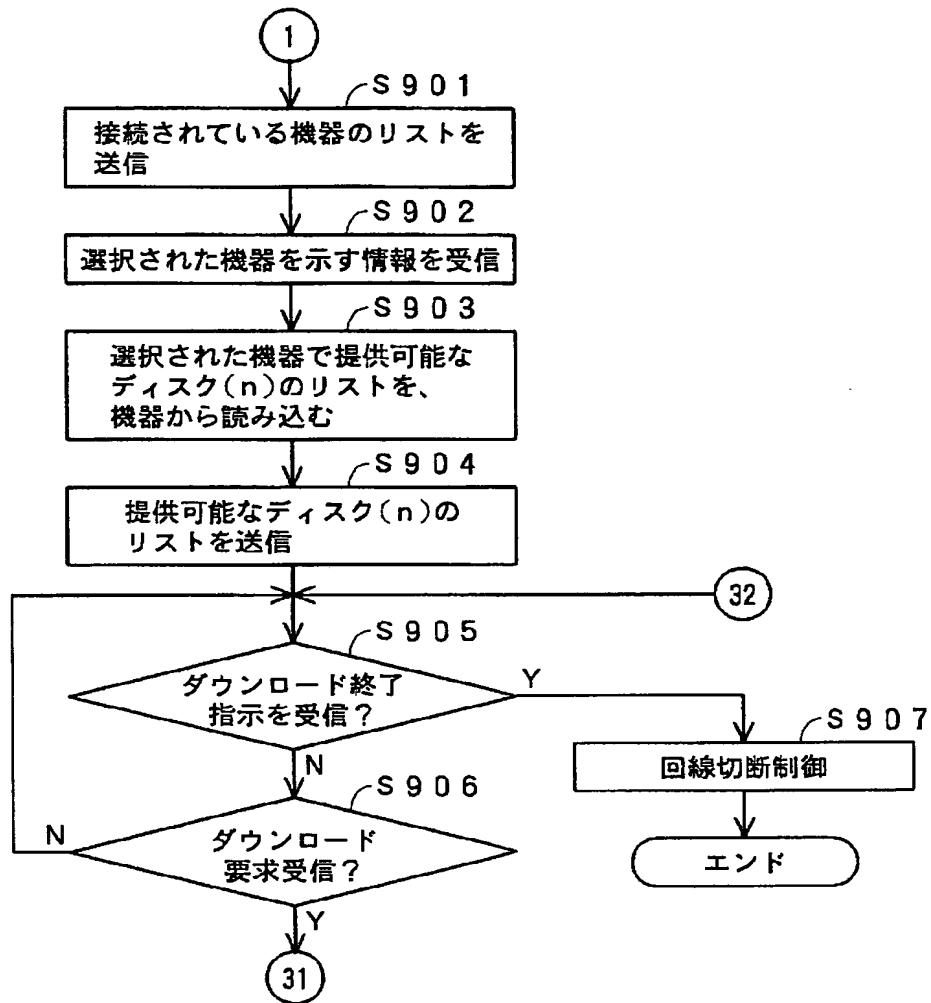 1
S901
接続されている機器のリストを
送信
S902
選択された機器を示す情報を受信
S903
選択された機器で提供可能な
ディスク(n)のリストを、
機器から読み込む
S904
提供可能なディスク(n)の
リストを送信
32
S905
ダウンロード終了
指示を受信?
Y
N
S907
回線切断制御
エンド
S906
ダウンロード
要求受信?
N
Y
31